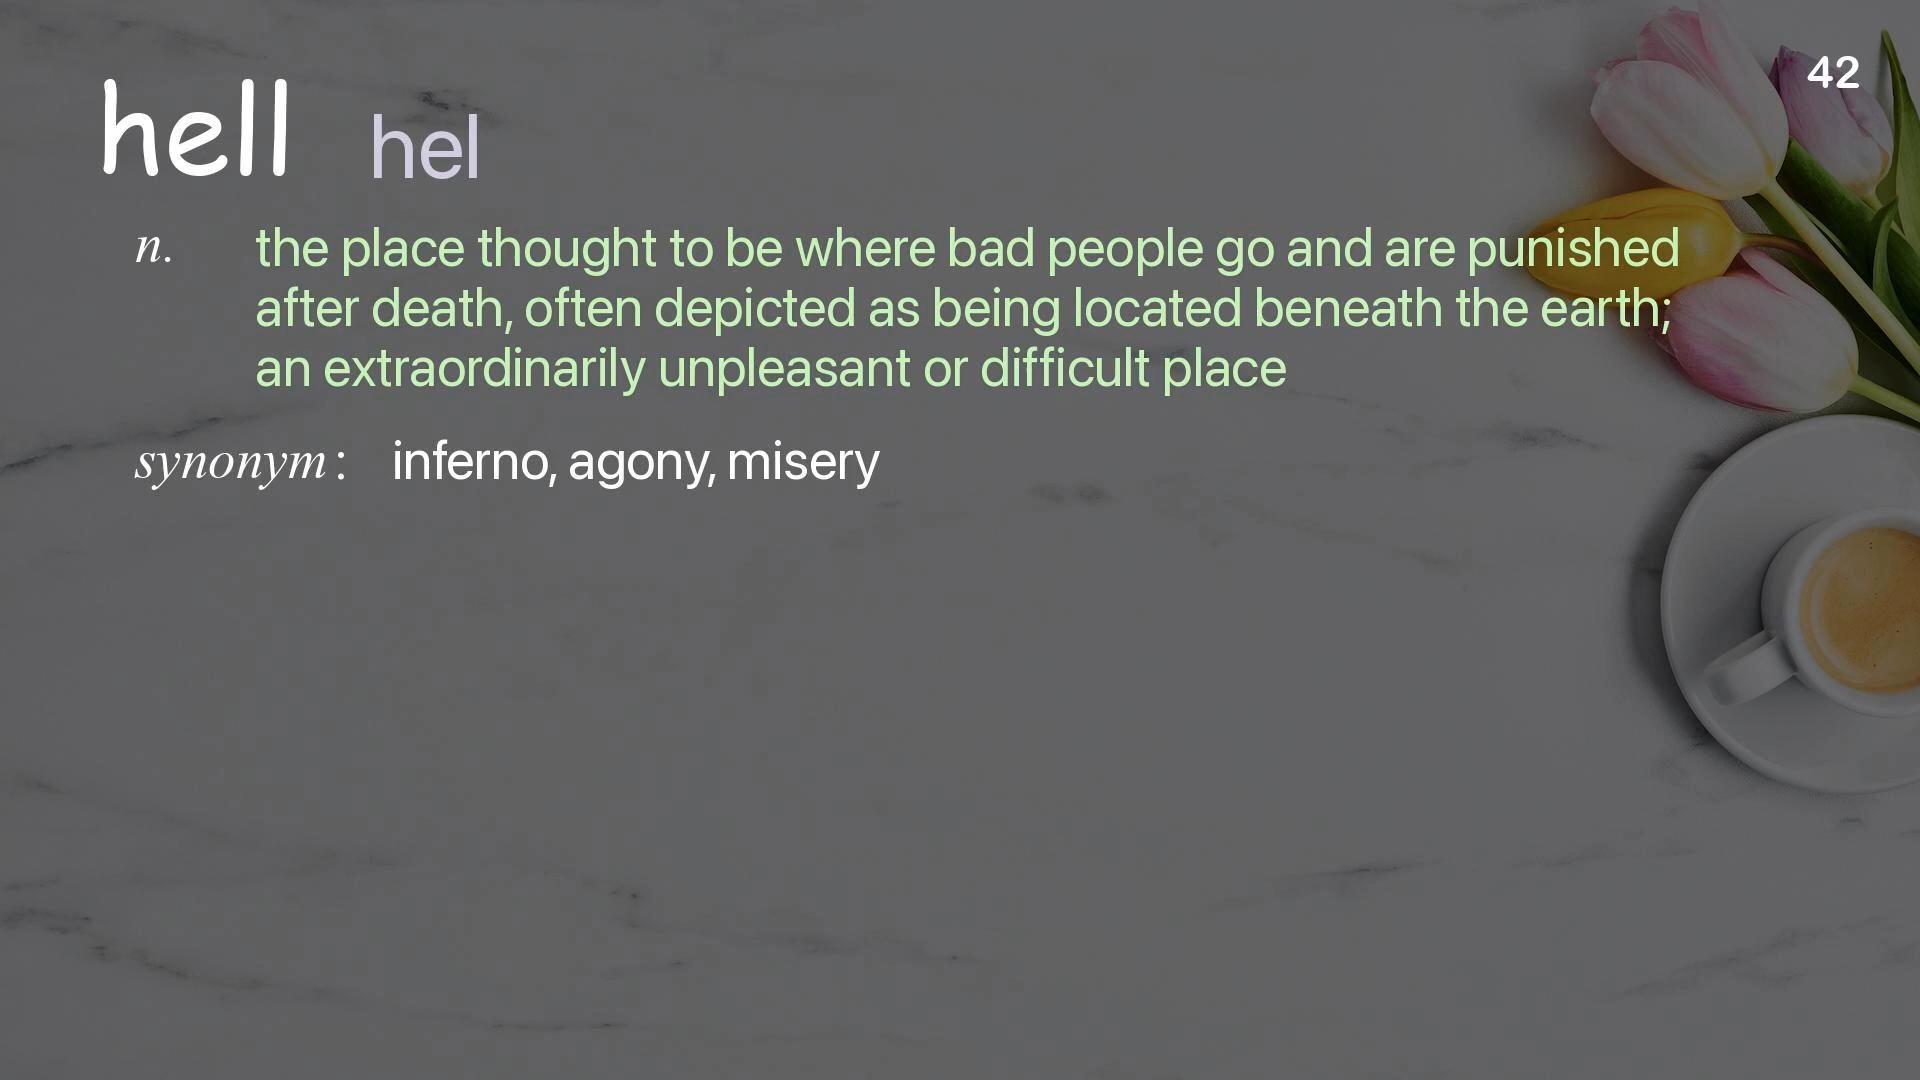 42
hell hel
n. the place thought to be where bad people go and are punished
after death, often depicted as being located beneath the earth;
an extraordinarily unpleasant or difficult place
synonym: inferno, agony, misery